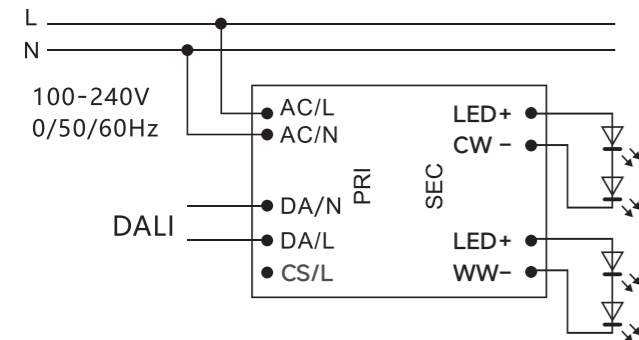 L
N
100-240V
0/50/60Hz
DALI
AC/L
AC/N
DA/N
DA/L
CS/L
PRI
SEC
LED+
CW -
LED+
WW-